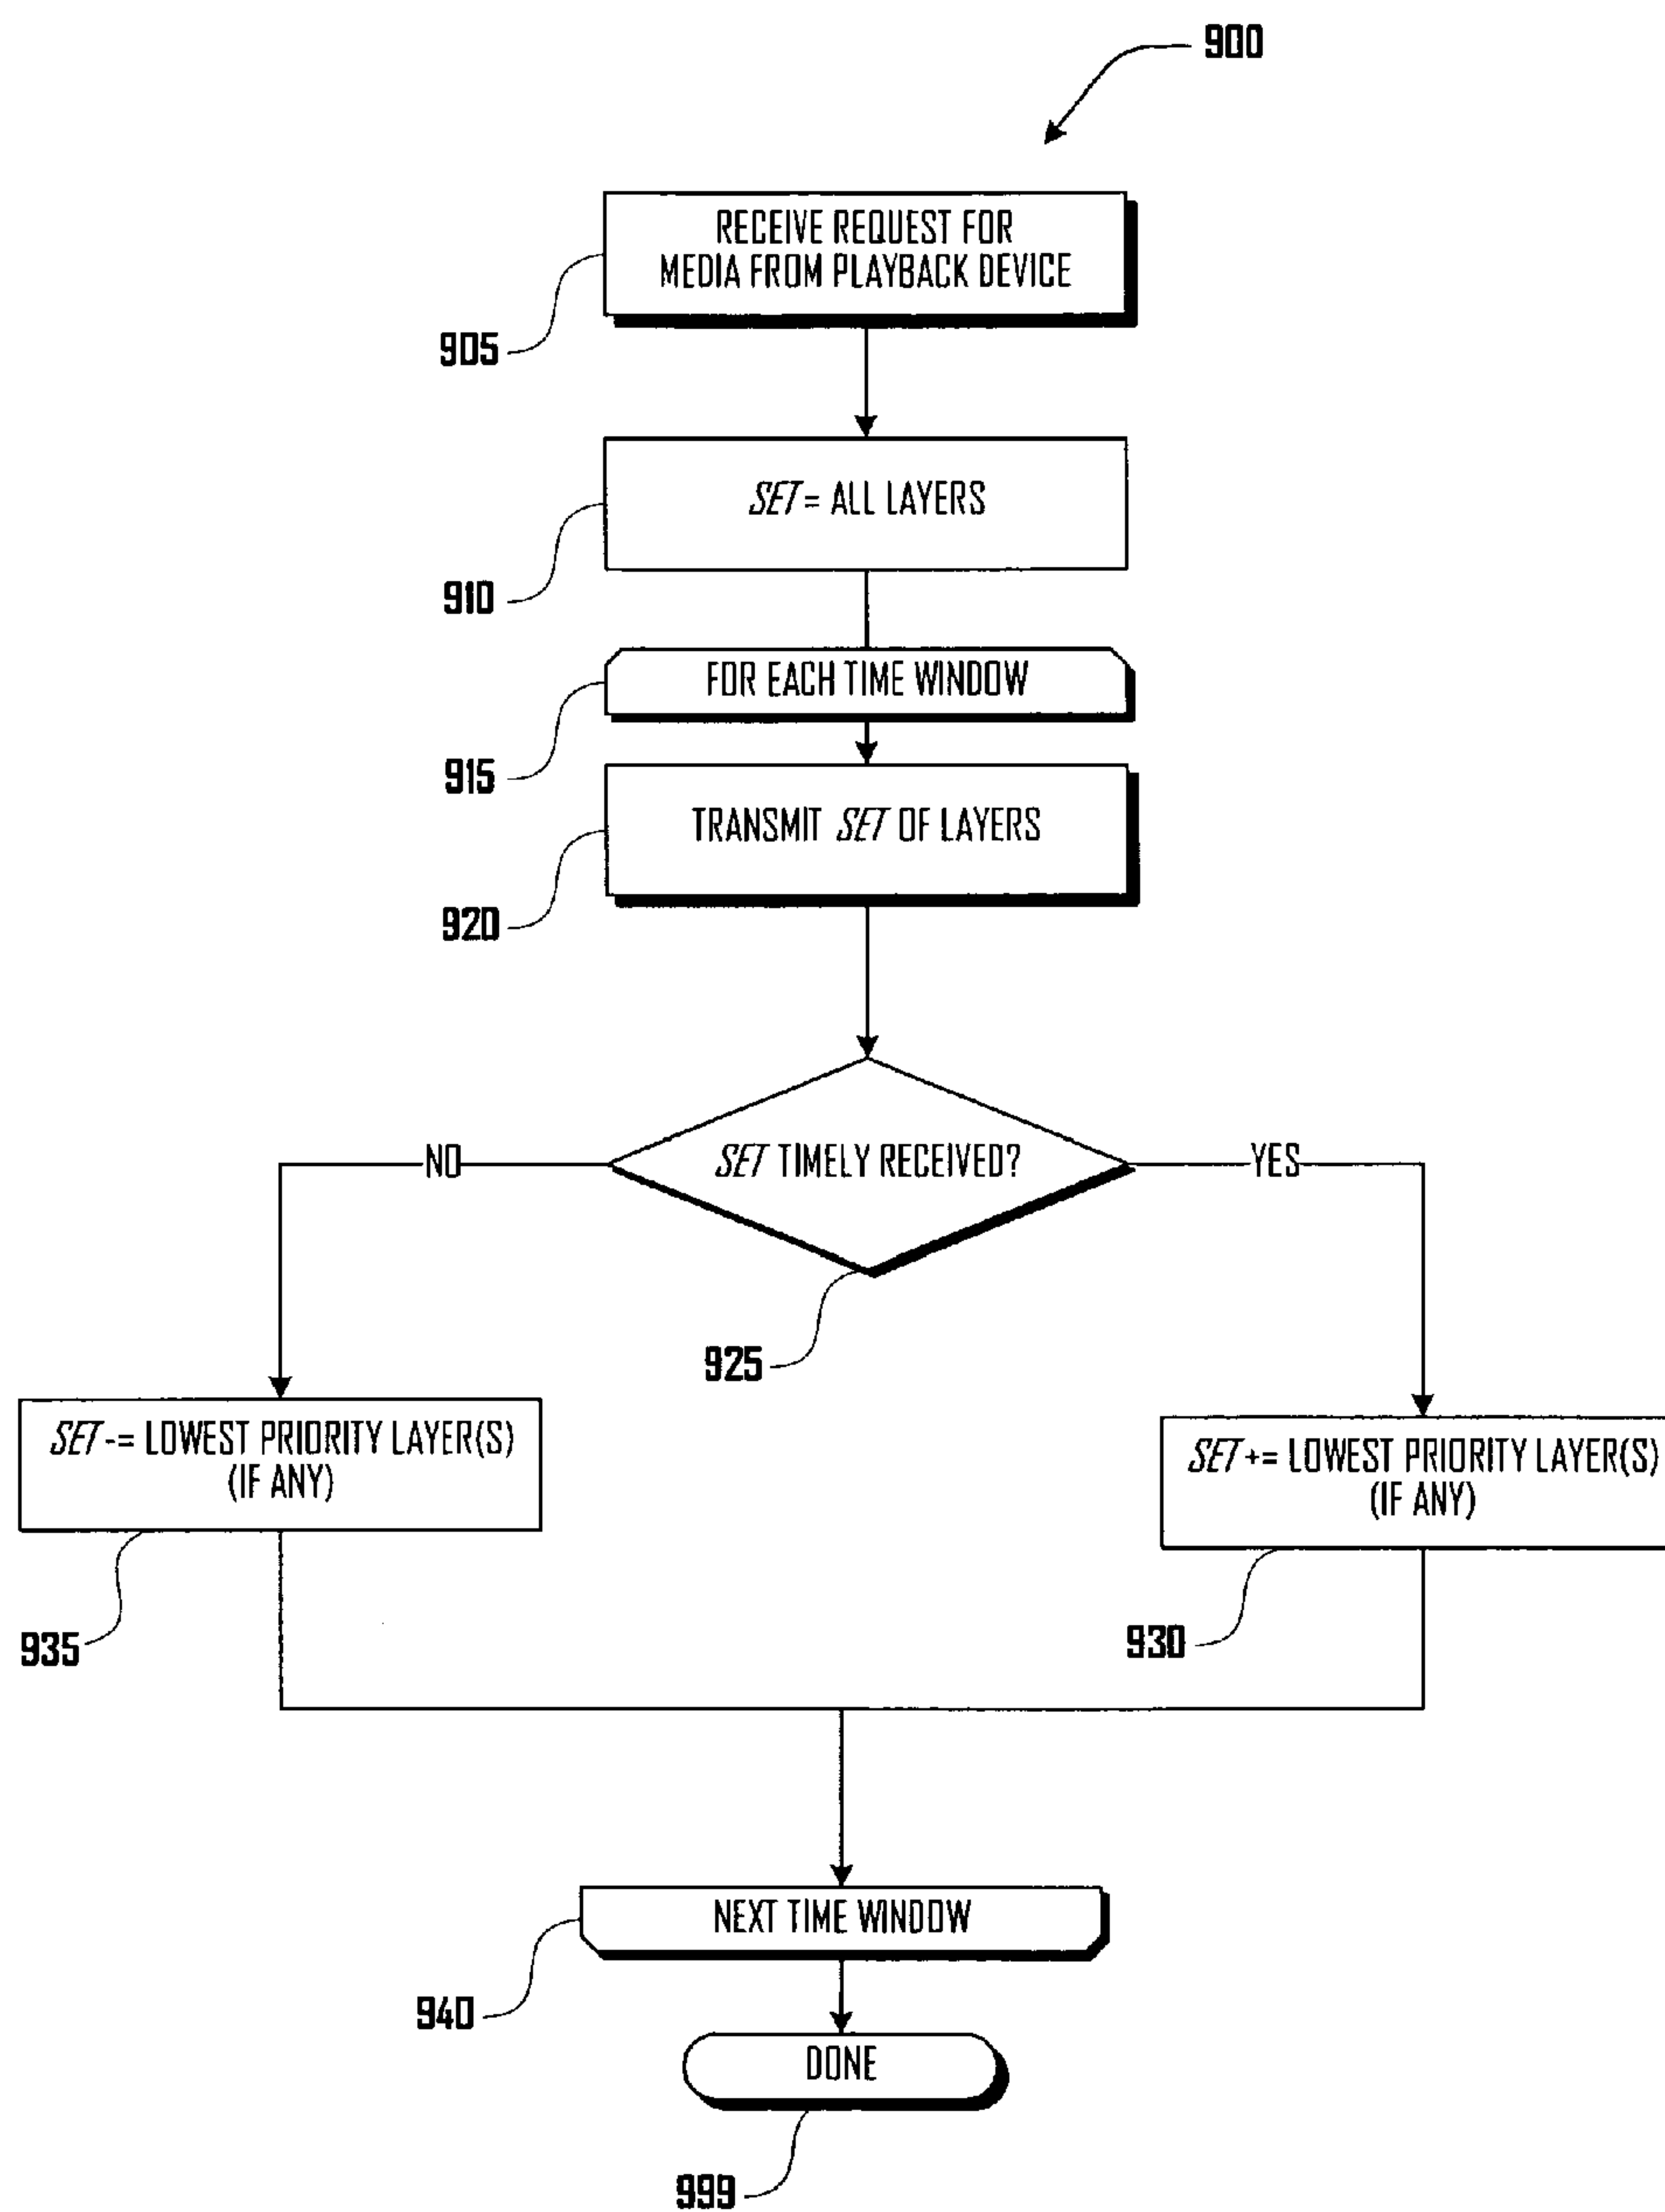 900
RECEIVE REQUEST FOR
MEDIA FROM PLAYBACK DEVICE
905
SET = ALL LAYERS
910
FOR EACH TIME WINDOW
915
TRANSMIT SET OF LAYERS
920
NO
SET TIMELY RECEIVED?
YES
925
SET -= LOWEST PRIORITY LAYER(S)
(IF ANY)
935
SET += LOWEST PRIORITY LAYER(S)
(IF ANY)
930
NEXT TIME WINDOW
940
DONE
999